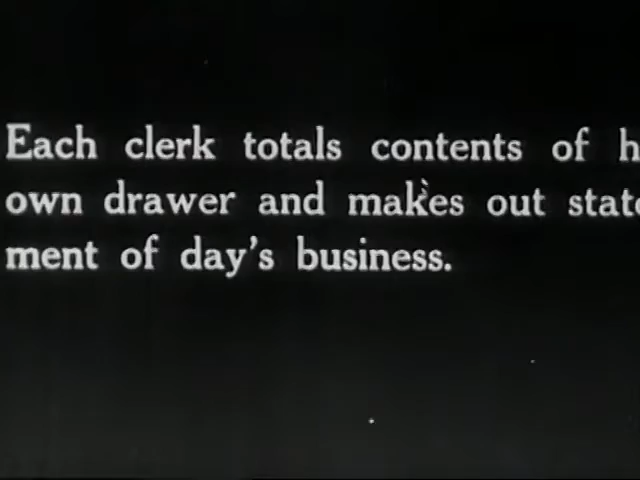 Each clerk totals contents of h
own drawer and makes out state
ment of day's business.